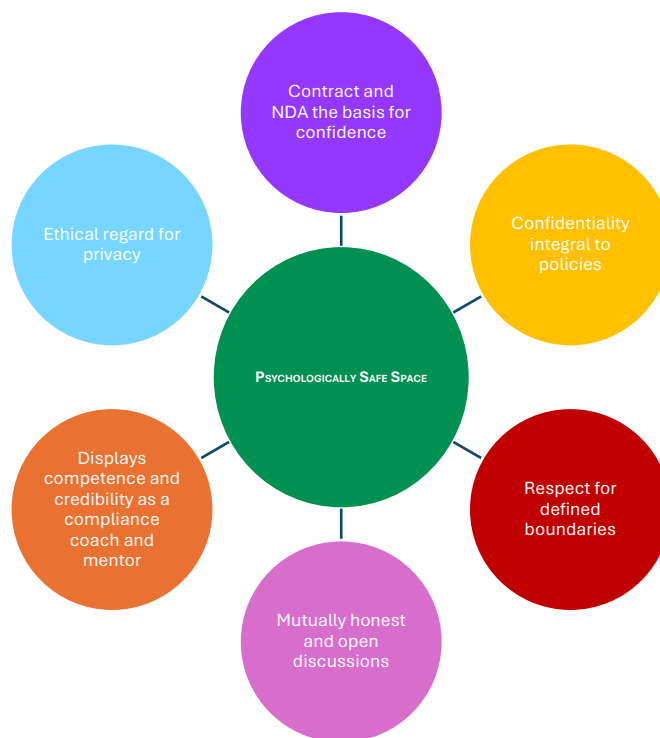 Contract and
NDA the basis for
confidence
Confidentiality
integral to
policies
Respect for
defined
boundaries
Mutually honest
and open
discussions
Displays
competence and
credibility as a
compliance
coach and
mentor
Ethical regard for
privacy
Psychologically Safe Space